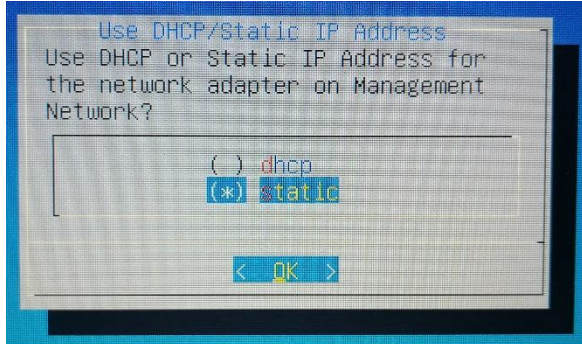 Use DHCP/Static IP Address
Use DHCP or Static IP Address for
the network adapter on Management
Network?
( ) dhcp
(*) static
< OK >